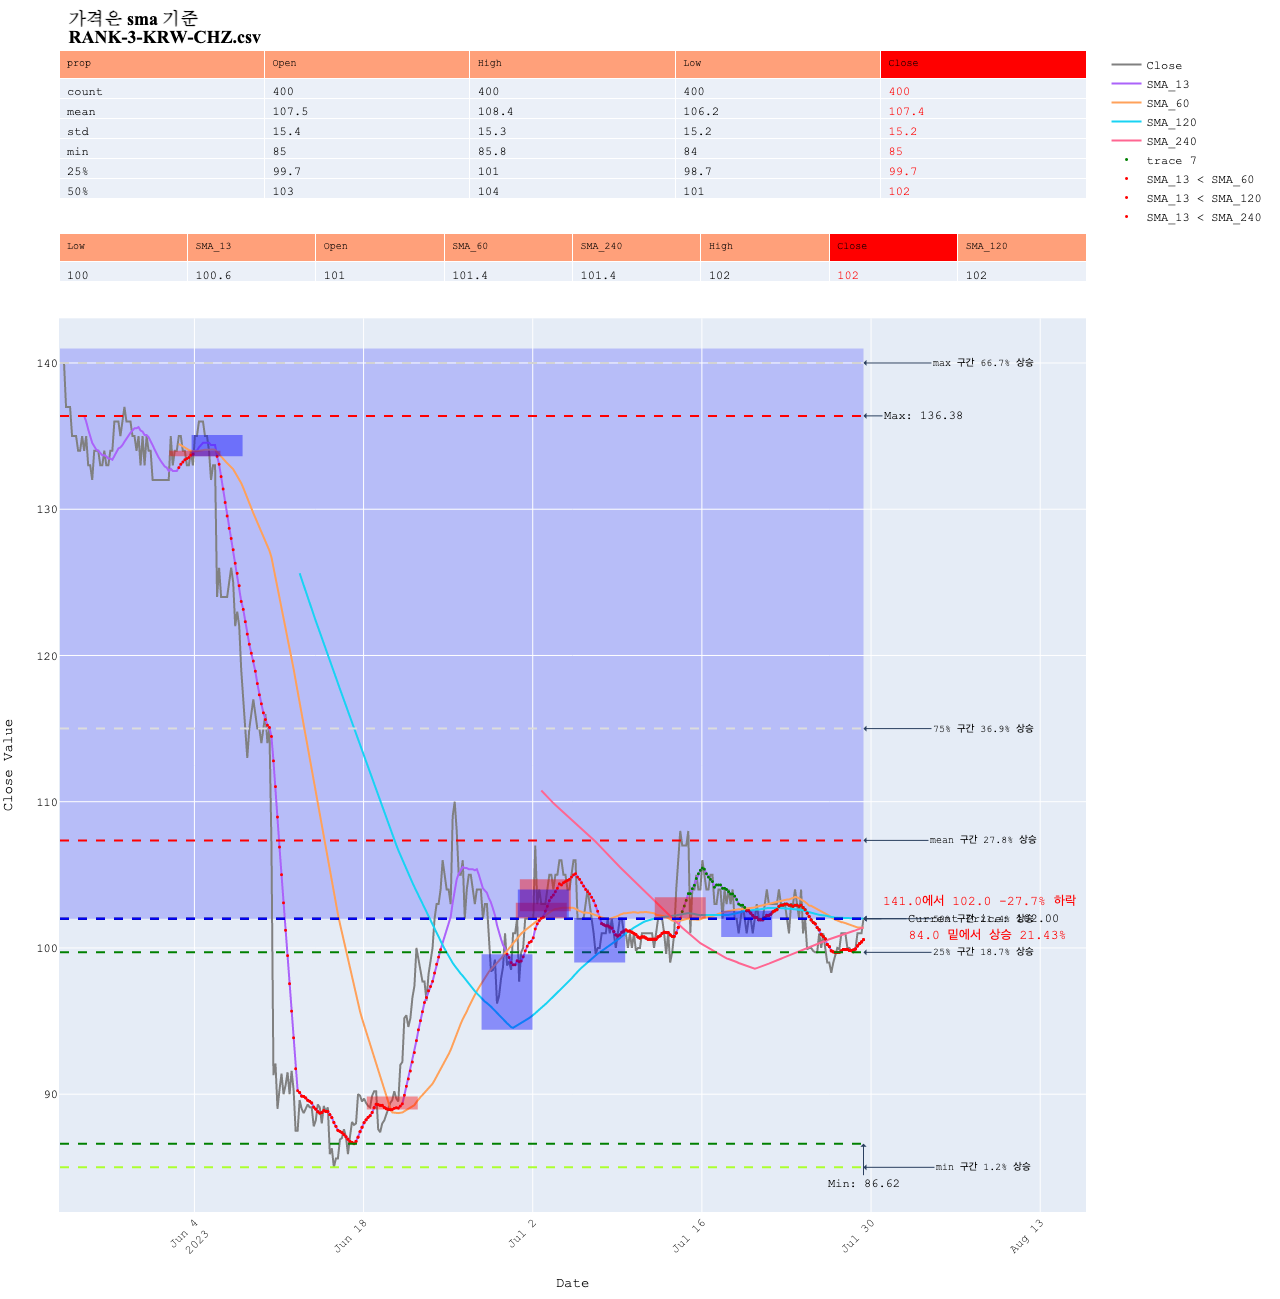 가격은 sma 기준
RANK-3-KRW-CHZ.csv
prop Open High Low Close
count 400 400 400 400
mean 107.5 108.4 106.2 107.4
std 15.4 15.3 15.2 15.2
min 85 85.8 84 85
25% 99.7 101 98.7 99.7
50% 103 104 101 102
Low SMA_13 Open SMA_60 SMA_240 High Close SMA_120
100 100.6 101 101.4 101.4 102 102 102
Close
SMA_13
SMA_60
SMA_120
SMA_240
trace 7
SMA_13 < SMA_60
SMA_13 < SMA_120
SMA_13 < SMA_240
Close Value
140
130
120
110
100
90
max 구간 66.7% 상승
Max: 136.38
75% 구간 36.9% 상승
mean 구간 27.8% 상승
141.0에서 102.0 -27.7% 하락
84.0 밑에서 상승 21.43%
25% 구간 18.7% 상승
min 구간 1.2% 상승
Min: 86.62
Jun 4
2023
Jun 18
Jul 2
Jul 16
Jul 30
Aug 13
Date